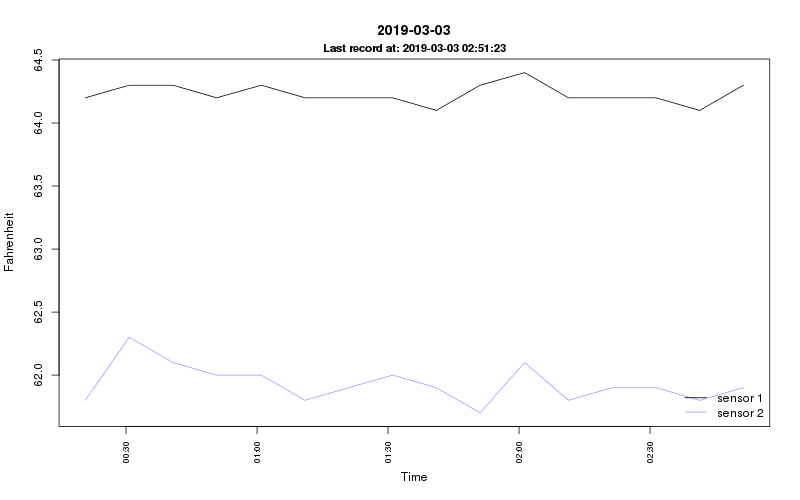 2019-03-03
Last record at: 2019-03-03 02:51:23
Fahrenheit
64.5
64.0
63.5
63.0
62.5
62.0
sensor 1
sensor 2
00:30
01:00
01:30
02:00
02:30
Time